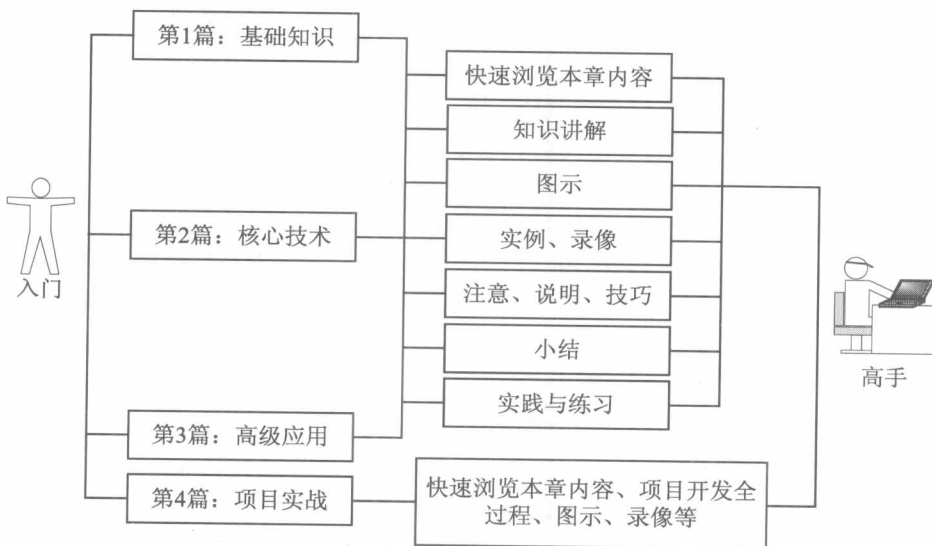 第1篇：基础知识
快速浏览本章内容
知识讲解
图示
第2篇：核心技术
实例、录像
入门
注意、说明、技巧
小结
高手
实践与练习
第3篇：高级应用
第4篇：项目实战
快速浏览本章内容、项目开发全
过程、图示、录像等